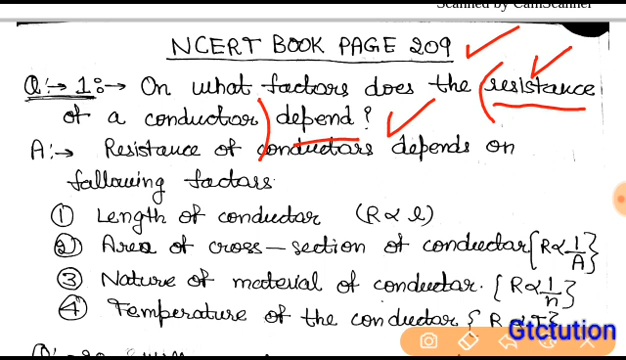 Scanned by CamScanner
NCERT BOOK PAGE 209
Q:→ 1:→ On what factors does the resistance
of a conductor depend?
A:→ Resistance of conductors depends on
following factors
① Length of conductor (R∝ l)
② Area of cross-section of conductor {R∝ 1/A}
③ Nature of material of conductor. {R∝ 1/n}
④ Temperature of the conductor { R ∝ T}
Gtctution